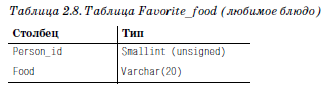 Таблица 2.8. Таблица Favorite_food (любимое блюдо)
Столбец Тип
Person_id Smallint (unsigned)
Food Varchar(20)